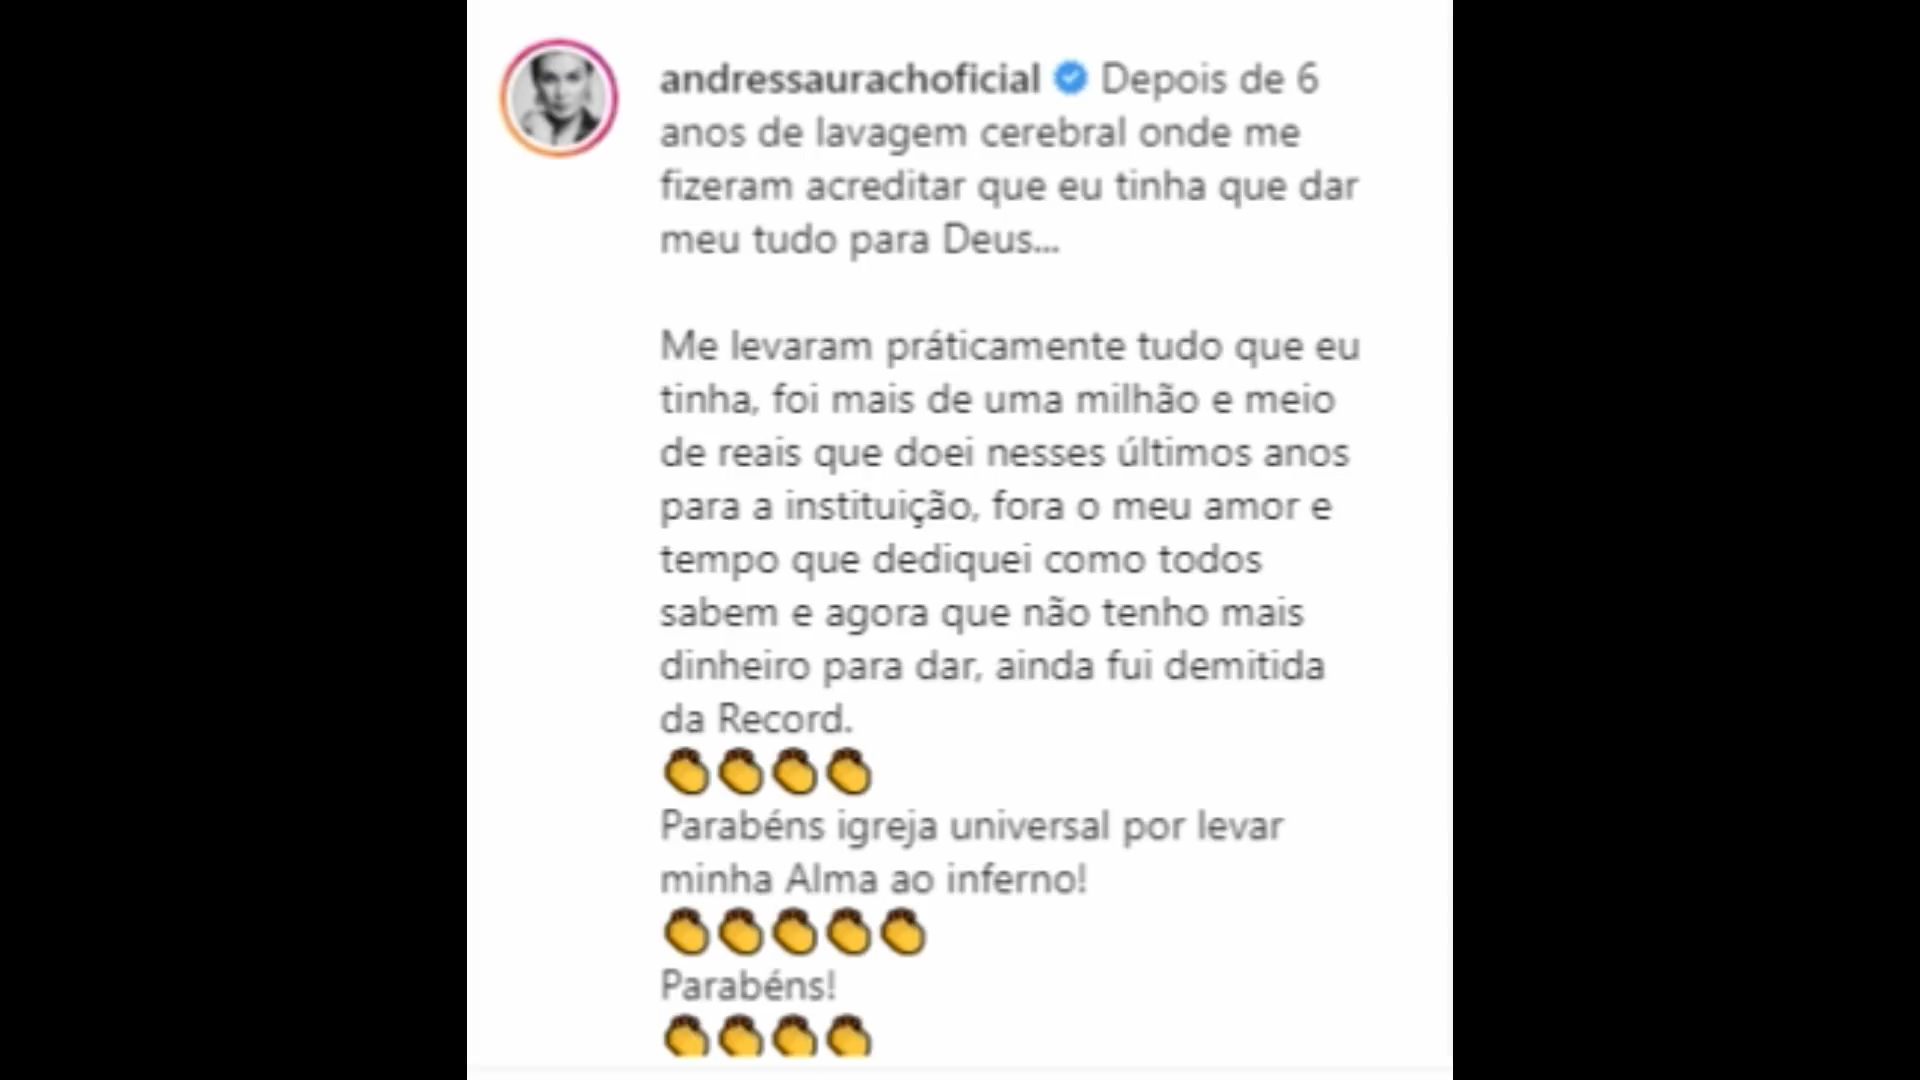 andressaurachoficial Depois de 6
anos de lavagem cerebral onde me
fizeram acreditar que eu tinha que dar
meu tudo para Deus...
Me levaram práticamente tudo que eu
tinha, foi mais de uma milhão e meio
de reais que doei nesses últimos anos
para a instituição, fora o meu amor e
tempo que dediquei como todos
sabem e agora que não tenho mais
dinheiro para dar, ainda fui demitida
da Record.
👏👏👏👏
Parabéns igreja universal por levar
minha Alma ao inferno!
👏👏👏👏👏
Parabéns!
👏👏👏👏